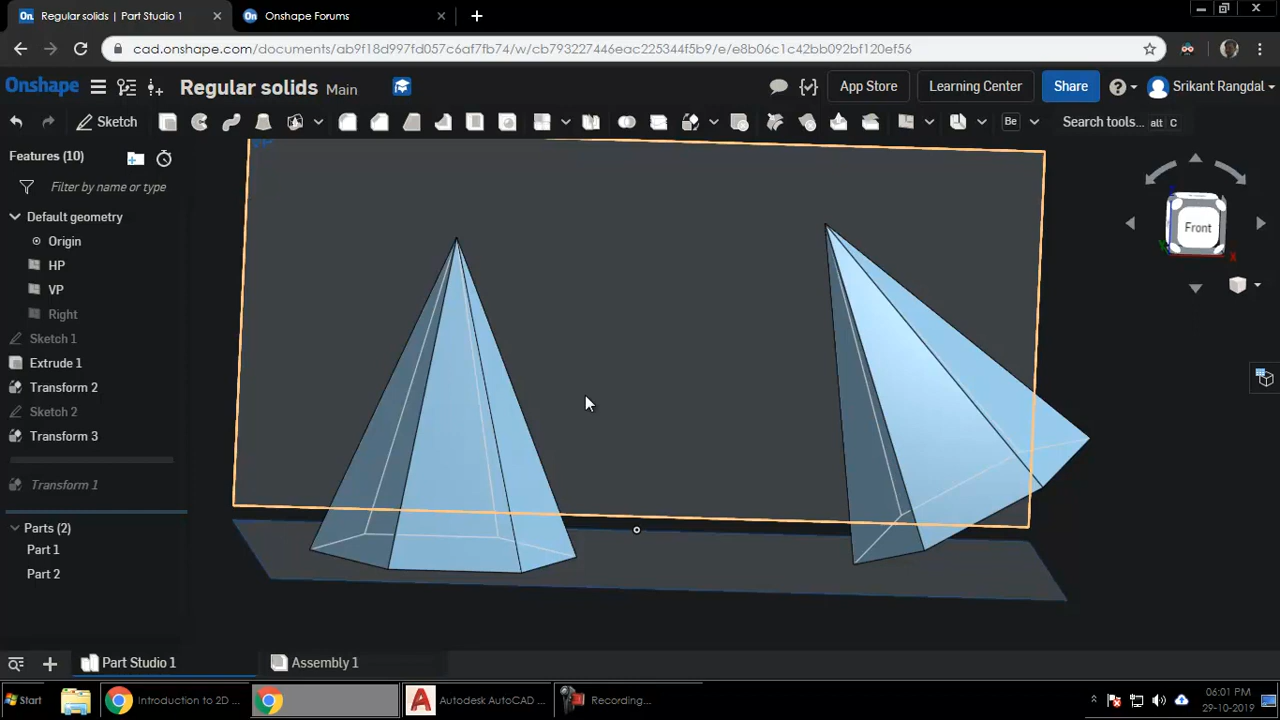 Regular solids | Part Studio 1
Onshape Forums
cad.onshape.com/documents/ab9f18d997fd057c6af7fb74/w/cb793227446eac225344f5b9/e/e8b06c1c42bb092bf120ef56
Onshape
Regular solids Main
App Store
Learning Center
Share
Srikant Rangdal
Sketch
Be
Search tools... alt C
Features (10)
Filter by name or type
Default geometry
Origin
HP
VP
Right
Sketch 1
Extrude 1
Transform 2
Sketch 2
Transform 3
Transform 1
Parts (2)
Part 1
Part 2
Front
Part Studio 1
Assembly 1
Start
Introduction to 2D ...
Autodesk AutoCAD ...
Recording...
06:01 PM
29-10-2019